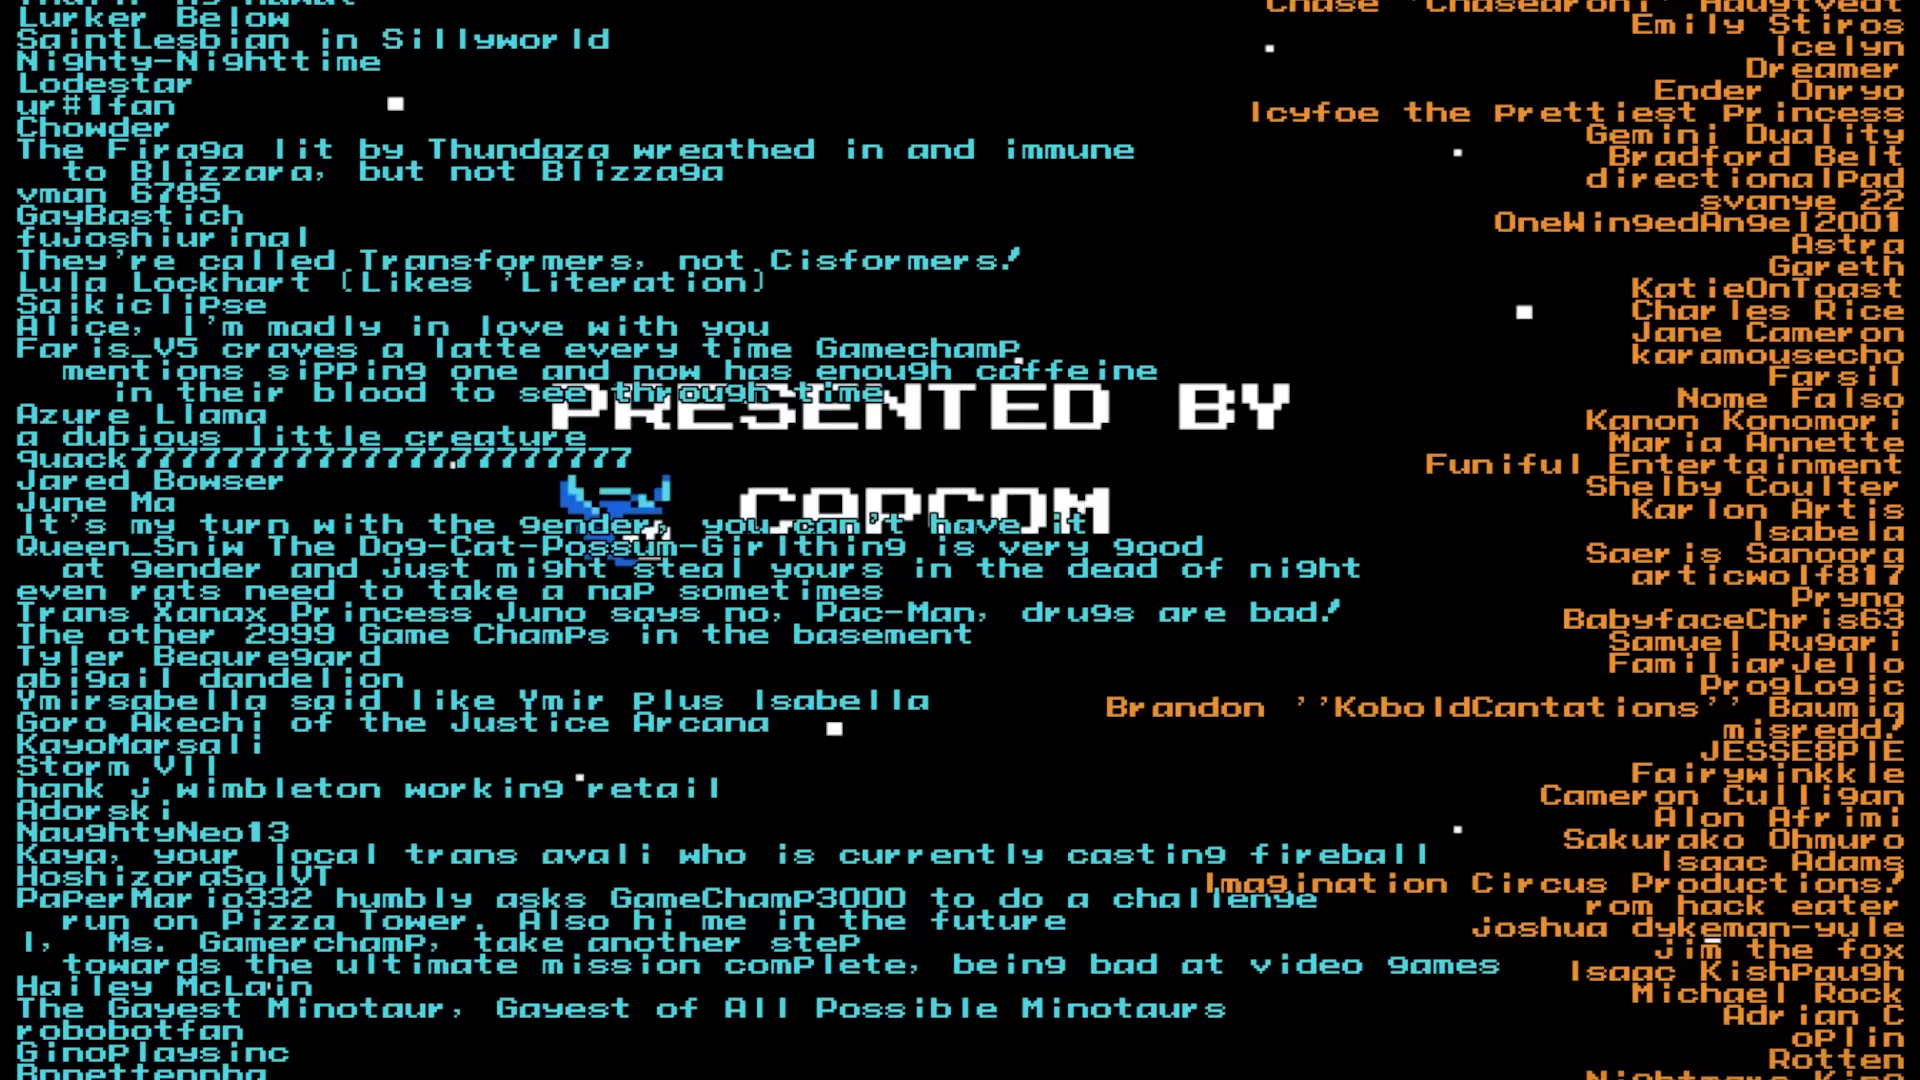 Lurker Below
SaintLesbian in Sillyworld
Nighty-Nighttime
Lodestar
ur#1fan
Chowder
The Firaga lit by Thundaza wreathed in and immune
to Blizzara, but not Blizzaga
vman 6785
GayBastich
fujoshiurinal
They're called Transformers, not Cisformers!
Lula Lockhart (Likes 'Literation)
Saikiclipse
Alice, I'm madly in love with you
Faris_V5 craves a latte every time Gamechamp
mentions sipping one and now has enough caffeine
in their blood to see through time
Azure Llama
a dubious little creature
quack7777777777777777777777
Jared Bowser
June Ma
It's my turn with the gender, you can't have it
Queen_Sniw The Dog-Cat-Possum-Girlthing is very good
at gender and just might steal yours in the dead of night
even rats need to take a nap sometimes
Trans Xanax Princess Juno says no, Pac-Man, drugs are bad!
The other 2999 Game Champs in the basement
Tyler Beauregard
abigail dandelion
Ymirsabella said like Ymir plus Isabella
Goro Akechi of the Justice Arcana
KayoMarsali
Storm VII
hank j wimbleton working retail
Adorski
NaughtyNeo13
Kaya, your local trans avali who is currently casting fireball
HoshizoraSolVT
PaperMario332 humbly asks GameChamp3000 to do a challenge
run on Pizza Tower. Also hi me in the future
I, Ms. Gamerchamp, take another step
towards the ultimate mission complete, being bad at video games
Hailey McLain
The Gayest Minotaur, Gayest of All Possible Minotaurs
robobotfan
GinoPlaysinc
PRESENTED BY
CAPCOM
Chase 'Chasearoni' Haugtvedt
Emily Stiros
Icelyn
Dreamer
Ender Onryo
Icyfoe the Prettiest Princess
Gemini Duality
Bradford Belt
directionalPad
svanye 22
OneWingedAngel2001
Astra
Gareth
KatieOnToast
Charles Rice
Jane Cameron
karamousecho
Farsil
Nome Falso
Kanon Konomori
Maria Annette
Funiful Entertainment
Shelby Coulter
Karlon Artis
Isabela
Saeris Sanoora
articwolf817
Pryno
BabyfaceChris63
Samuel Rugari
FamiliarJello
ProgLogic
Brandon ''KoboldCantations'' Baumia
misredd!
JESSE8PIE
Fairywinkkle
Cameron Culligan
Alon Afrimi
Sakurako Ohmuro
Isaac Adams
Imagination Circus Productions!
rom hack eater
joshua dykeman-yule
Jim the fox
Isaac KishPaugh
Michael Rock
Adrian C
oPlin
Rotten
Nightmare King